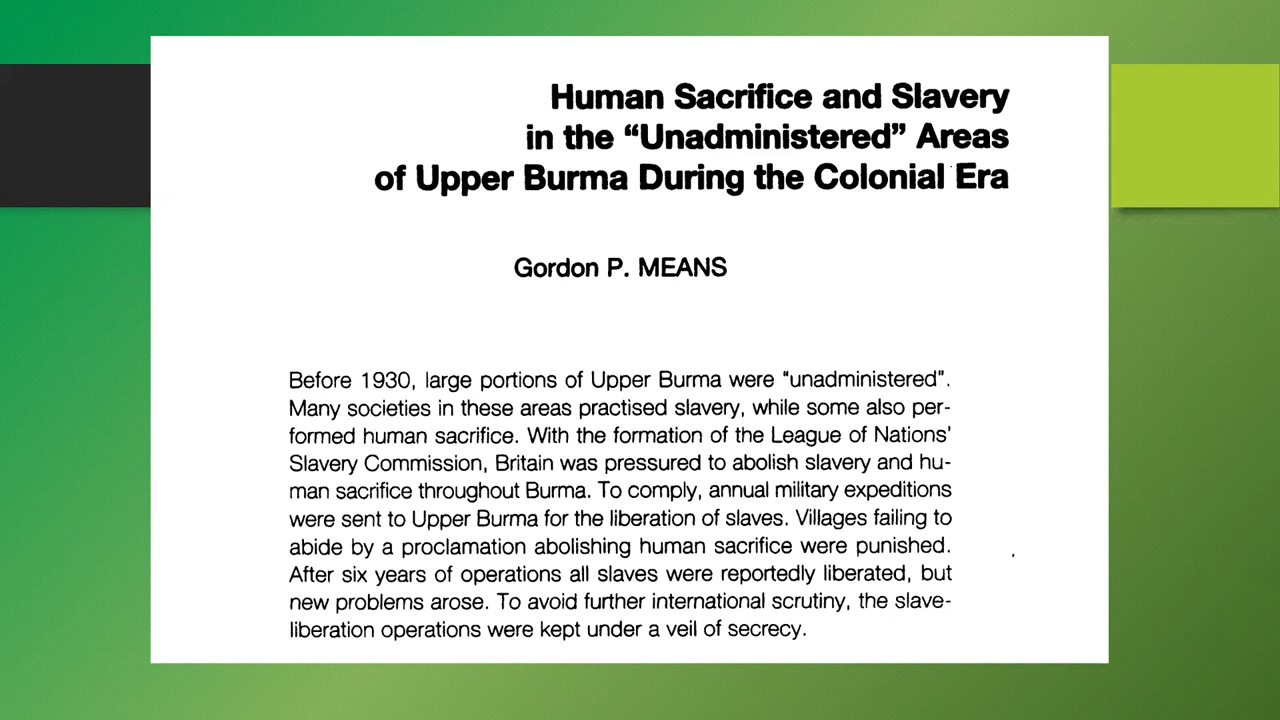 Human Sacrifice and Slavery
in the “Unadministered” Areas
of Upper Burma During the Colonial Era
Gordon P. MEANS
Before 1930, large portions of Upper Burma were “unadministered”.
Many societies in these areas practised slavery, while some also per-
formed human sacrifice. With the formation of the League of Nations’
Slavery Commission, Britain was pressured to abolish slavery and hu-
man sacrifice throughout Burma. To comply, annual military expeditions
were sent to Upper Burma for the liberation of slaves. Villages failing to
abide by a proclamation abolishing human sacrifice were punished.
After six years of operations all slaves were reportedly liberated, but
new problems arose. To avoid further international scrutiny, the slave-
liberation operations were kept under a veil of secrecy.